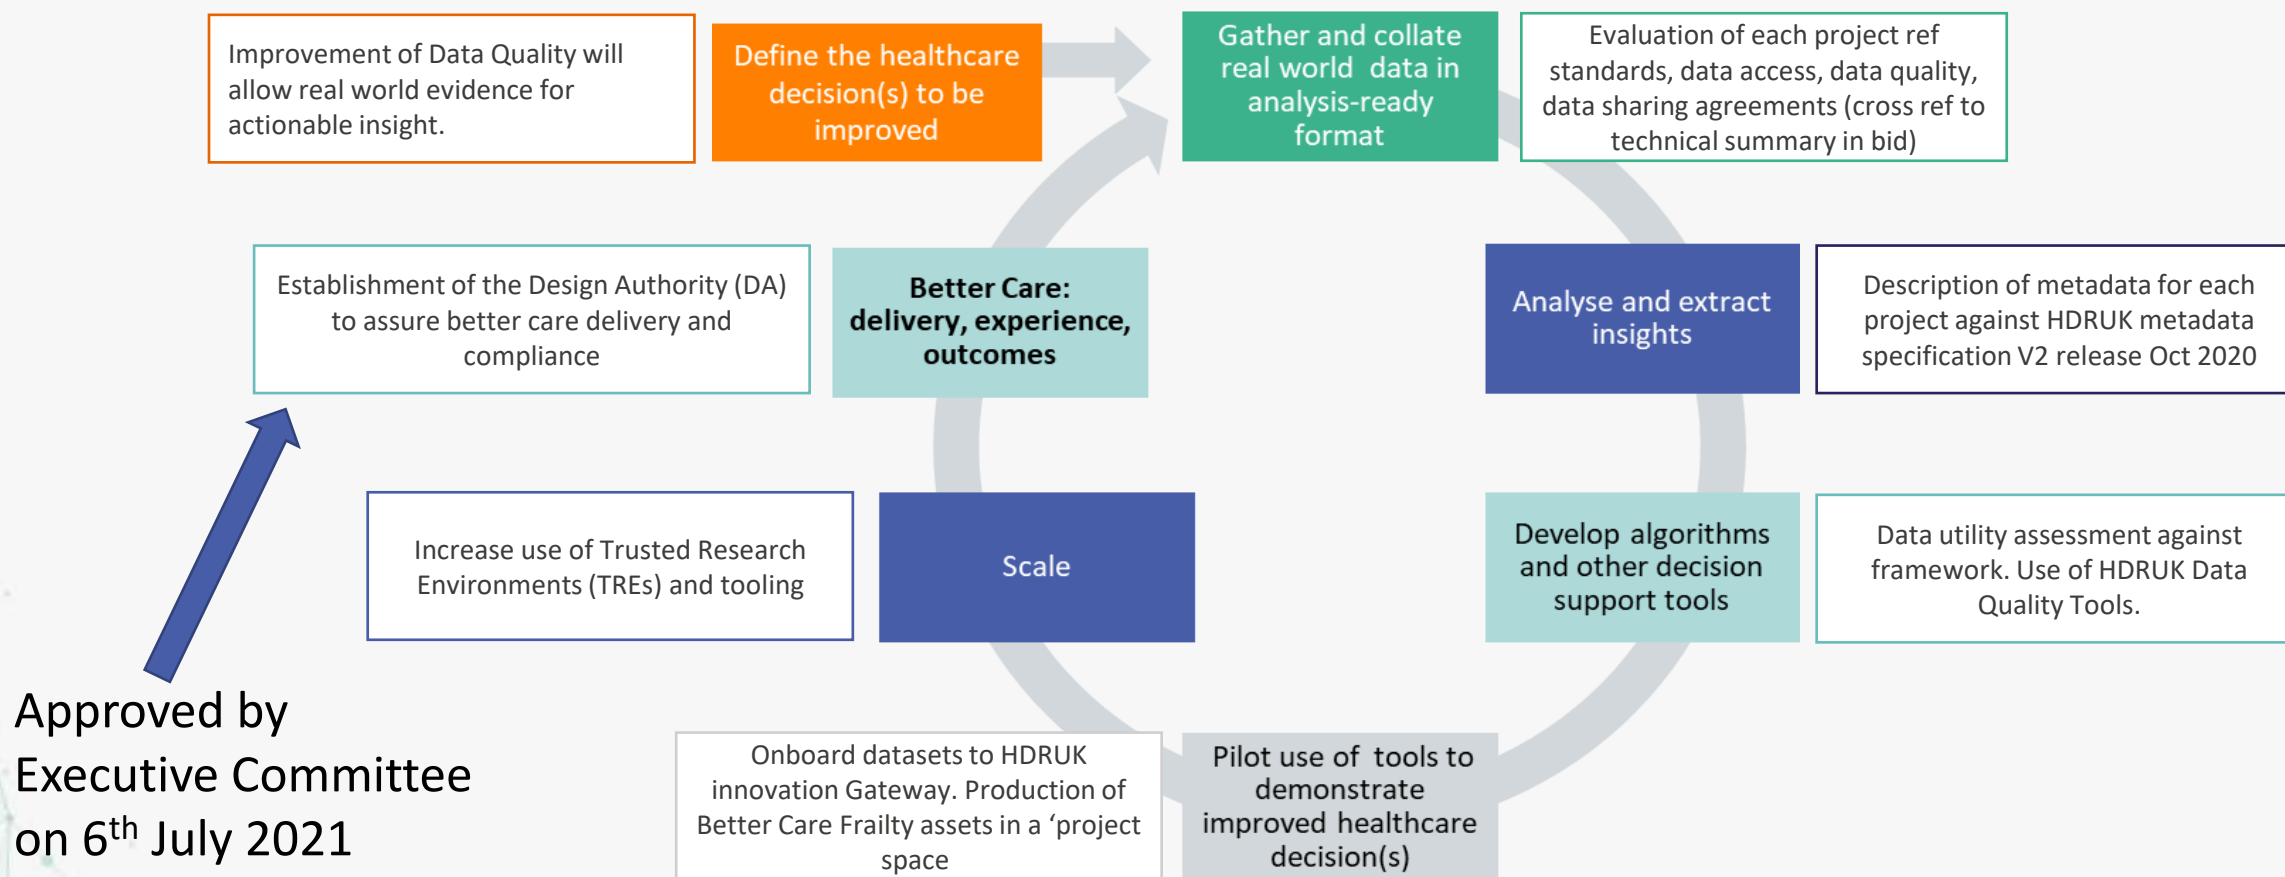 Improvement of Data Quality will
allow real world evidence for
actionable insight.
Define the healthcare
decision(s) to be
improved
Gather and collate
real world data in
analysis-ready
format
Evaluation of each project ref
standards, data access, data quality,
data sharing agreements (cross ref to
technical summary in bid)
Establishment of the Design Authority (DA)
to assure better care delivery and
compliance
Better Care:
delivery, experience,
outcomes
Analyse and extract
insights
Description of metadata for each
project against HDRUK metadata
specification V2 release Oct 2020
Increase use of Trusted Research
Environments (TREs) and tooling
Scale
Develop algorithms
and other decision
support tools
Data utility assessment against
framework. Use of HDRUK Data
Quality Tools.
Approved by
Executive Committee
on 6th July 2021
Onboard datasets to HDRUK
innovation Gateway. Production of
Better Care Frailty assets in a ‘project
space
Pilot use of tools to
demonstrate
improved healthcare
decision(s)